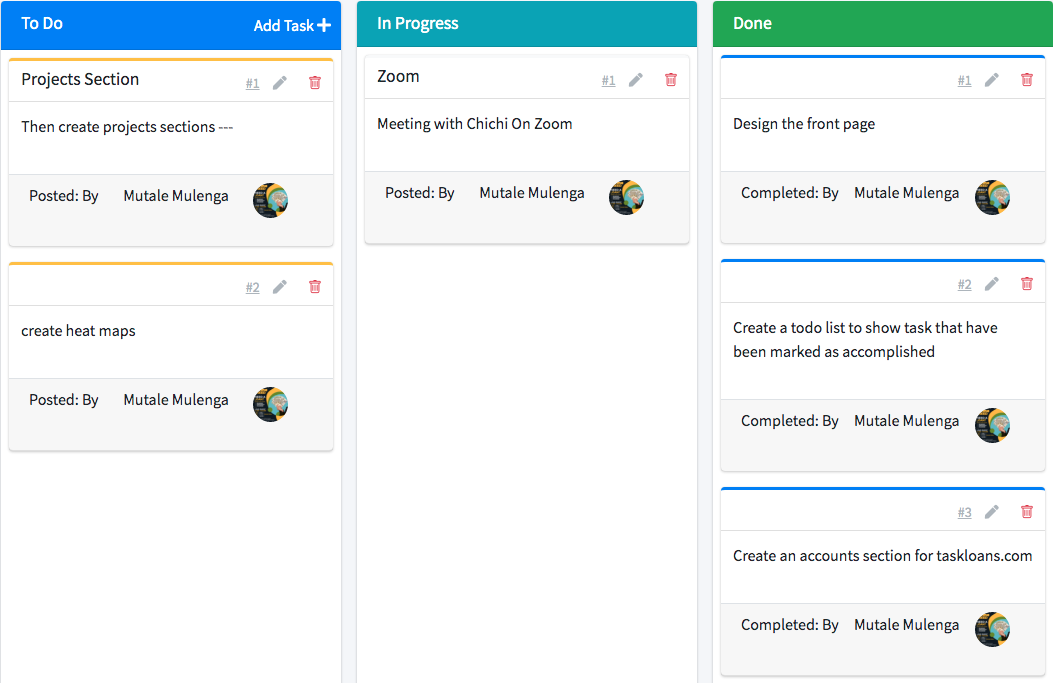 To Do
Add Task
Projects Section
#1
Then create projects sections ---
Posted: By Mutale Mulenga
#2
create heat maps
Posted: By Mutale Mulenga
In Progress
Zoom
#1
Meeting with Chichi On Zoom
Posted: By Mutale Mulenga
Done
#1
Design the front page
Completed: By Mutale Mulenga
#2
Create a todo list to show task that have
been marked as accomplished
Completed: By Mutale Mulenga
#3
Create an accounts section for taskloans.com
Completed: By Mutale Mulenga